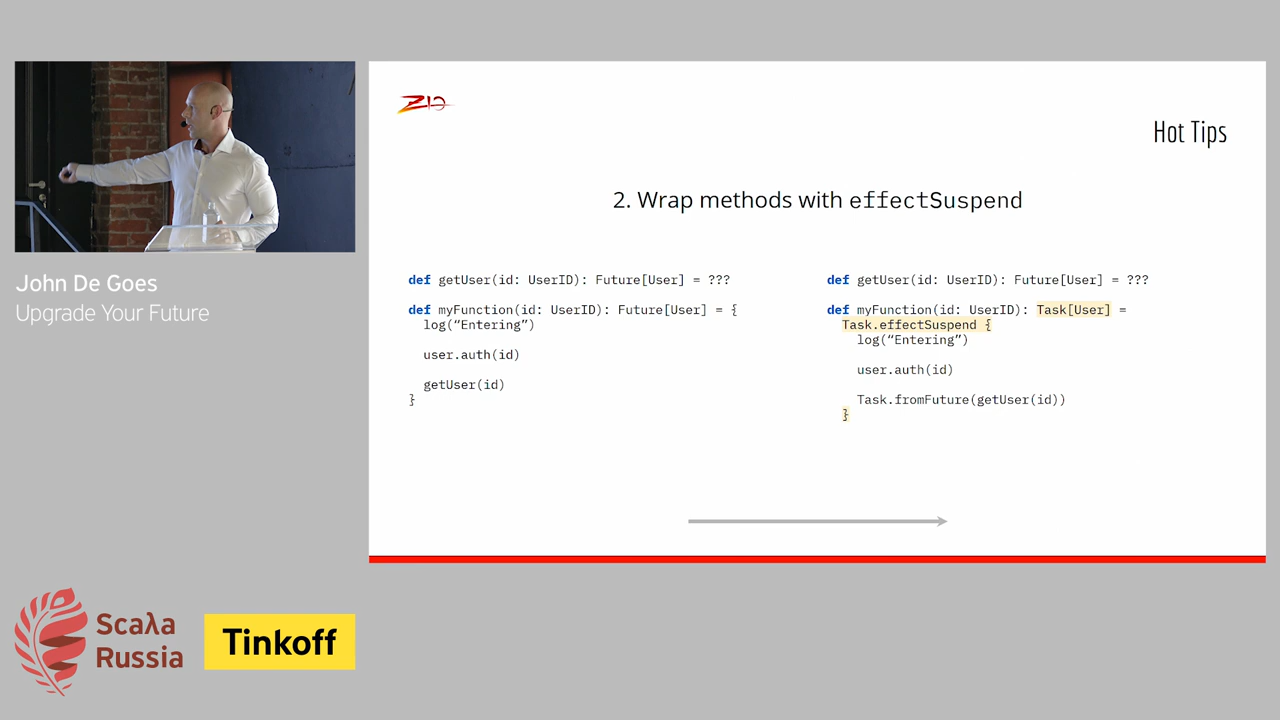 ZIO
Hot Tips
2. Wrap methods with effectSuspend
def getUser(id: UserID): Future[User] = ???
def myFunction(id: UserID): Future[User] = {
log(“Entering”)
user.auth(id)
getUser(id)
}
def getUser(id: UserID): Future[User] = ???
def myFunction(id: UserID): Task[User] =
Task.effectSuspend {
log(“Entering”)
user.auth(id)
Task.fromFuture(getUser(id))
}
John De Goes
Upgrade Your Future
Scaλa
Russia
Tinkoff